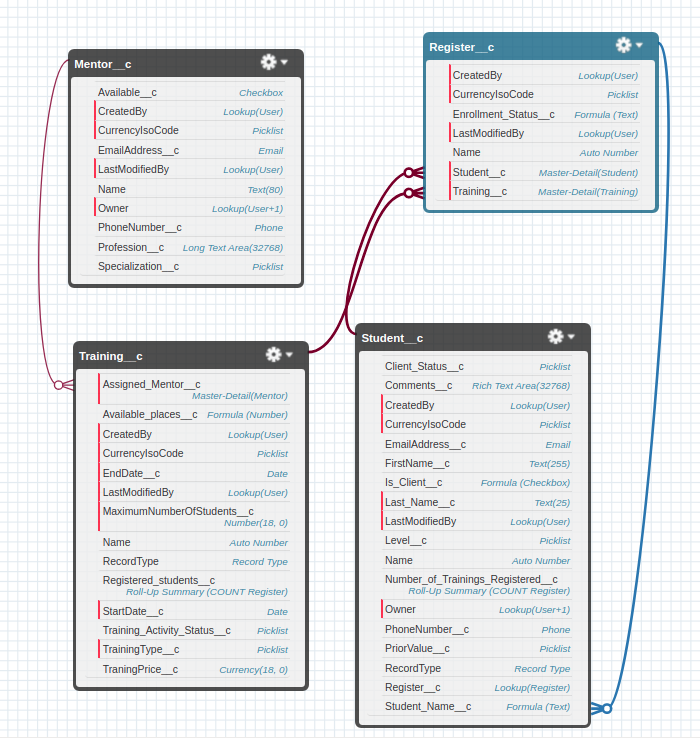 Mentor__c
Available__c Checkbox
CreatedBy Lookup(User)
CurrencyIsoCode Picklist
EmailAddress__c Email
LastModifiedBy Lookup(User)
Name Text(80)
Owner Lookup(User+1)
PhoneNumber__c Phone
Profession__c Long Text Area(32768)
Specialization__c Picklist
Register__c
CreatedBy Lookup(User)
CurrencyIsoCode Picklist
Enrollment_Status__c Formula (Text)
LastModifiedBy Lookup(User)
Name Auto Number
Student__c Master-Detail(Student)
Training__c Master-Detail(Training)
Training__c
Assigned_Mentor__c
Master-Detail(Mentor)
Available_places__c Formula (Number)
CreatedBy Lookup(User)
CurrencyIsoCode Picklist
EndDate__c Date
LastModifiedBy Lookup(User)
MaximumNumberOfStudents__c
Number(18, 0)
Name Auto Number
RecordType Record Type
Registered_students__c
Roll-Up Summary (COUNT Register)
StartDate__c Date
Training_Activity_Status__c Picklist
TrainingType__c Picklist
TraningPrice__c Currency(18, 0)
Student__c
Client_Status__c Picklist
Comments__c Rich Text Area(32768)
CreatedBy Lookup(User)
CurrencyIsoCode Picklist
EmailAddress__c Email
FirstName__c Text(255)
Is_Client__c Formula (Checkbox)
Last_Name__c Text(25)
LastModifiedBy Lookup(User)
Level__c Picklist
Name Auto Number
Number_of_Trainings_Registered__c
Roll-Up Summary (COUNT Register)
Owner Lookup(User+1)
PhoneNumber__c Phone
PriorValue__c Picklist
RecordType Record Type
Register__c Lookup(Register)
Student_Name__c Formula (Text)